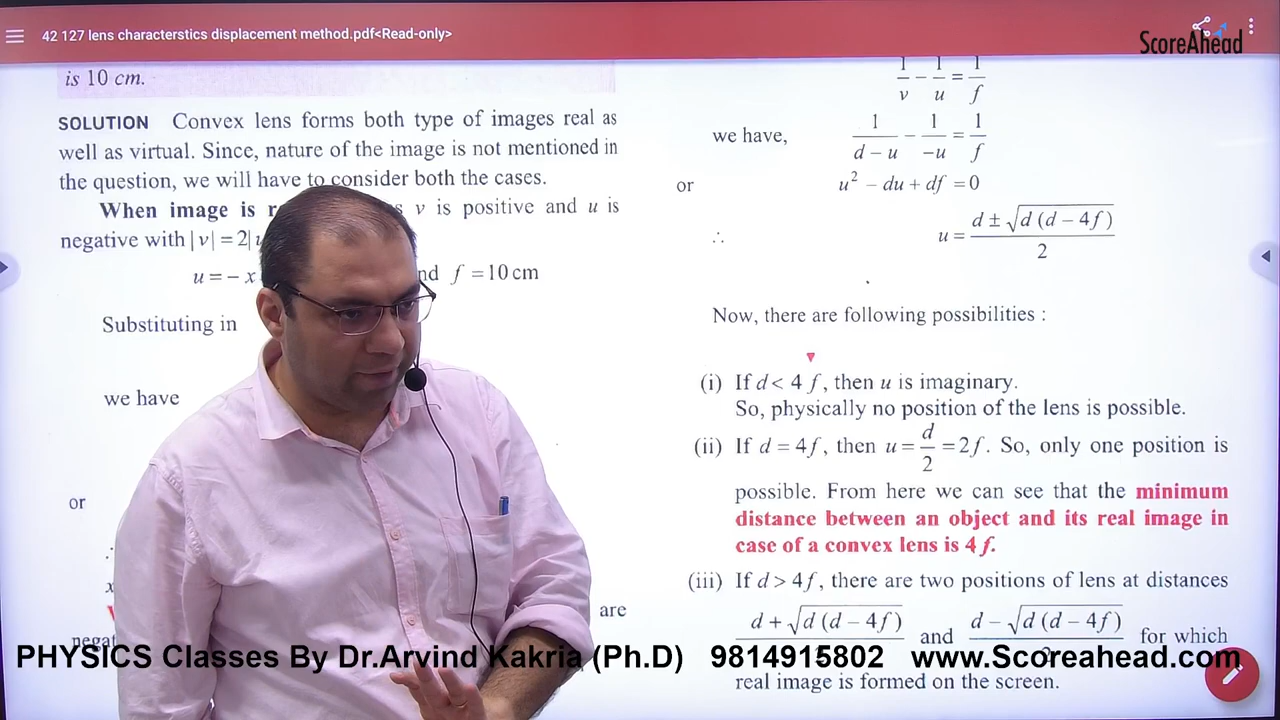 42 127 lens characterstics displacement method.pdf<Read-only>
ScoreAhead
is 10 cm.
SOLUTION Convex lens forms both type of images real as
well as virtual. Since, nature of the image is not mentioned in
the question, we will have to consider both the cases.
When image is v is positive and u is
negative with |v| = 2|
u = − x nd f = 10 cm
Substituting in
we have
or
∴
x
are
negat
1/v − 1/u = 1/f
we have, 1/(d − u) − 1/(−u) = 1/f
or u² − du + df = 0
∴ u = (d ± √(d (d − 4f)))/2
Now, there are following possibilities :
(i) If d < 4 f, then u is imaginary.
So, physically no position of the lens is possible.
(ii) If d = 4f, then u = d/2 = 2f. So, only one position is
possible. From here we can see that the minimum
distance between an object and its real image in
case of a convex lens is 4 f.
(iii) If d > 4f, there are two positions of lens at distances
(d + √(d (d − 4f)))/2 and (d − √(d (d − 4f)))/2 for which
real image is formed on the screen.
PHYSICS Classes By Dr.Arvind Kakria (Ph.D) 9814915802 www.Scoreahead.com